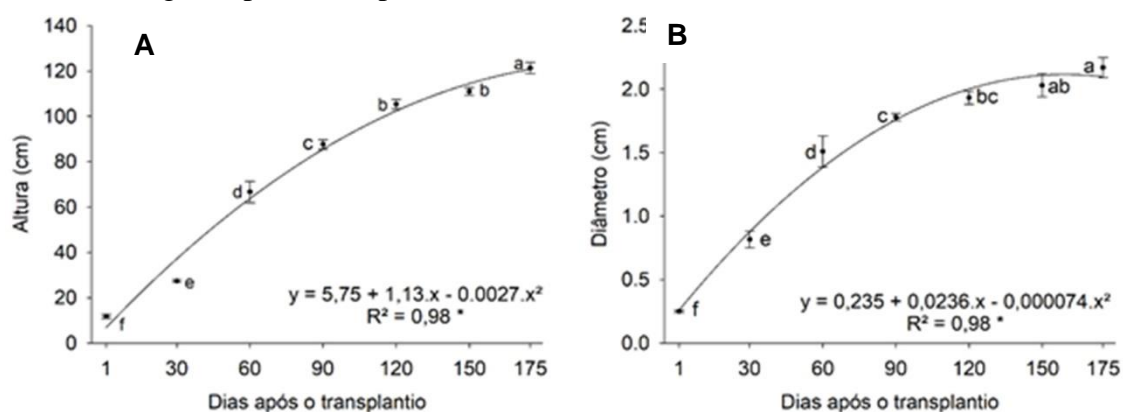 A
140
120
100
80
60
40
20
0
Altura (cm)
f
e
d
c
b
b
a
y = 5,75 + 1,13.x - 0.0027.x²
R² = 0,98 *
1 30 60 90 120 150 175
Dias após o transplantio
B
2.5
2.0
1.5
1.0
0.5
0.0
Diâmetro (cm)
f
e
d
c
bc
ab
a
y = 0,235 + 0,0236.x - 0,000074.x²
R² = 0,98 *
1 30 60 90 120 150 175
Dias após o transplantio